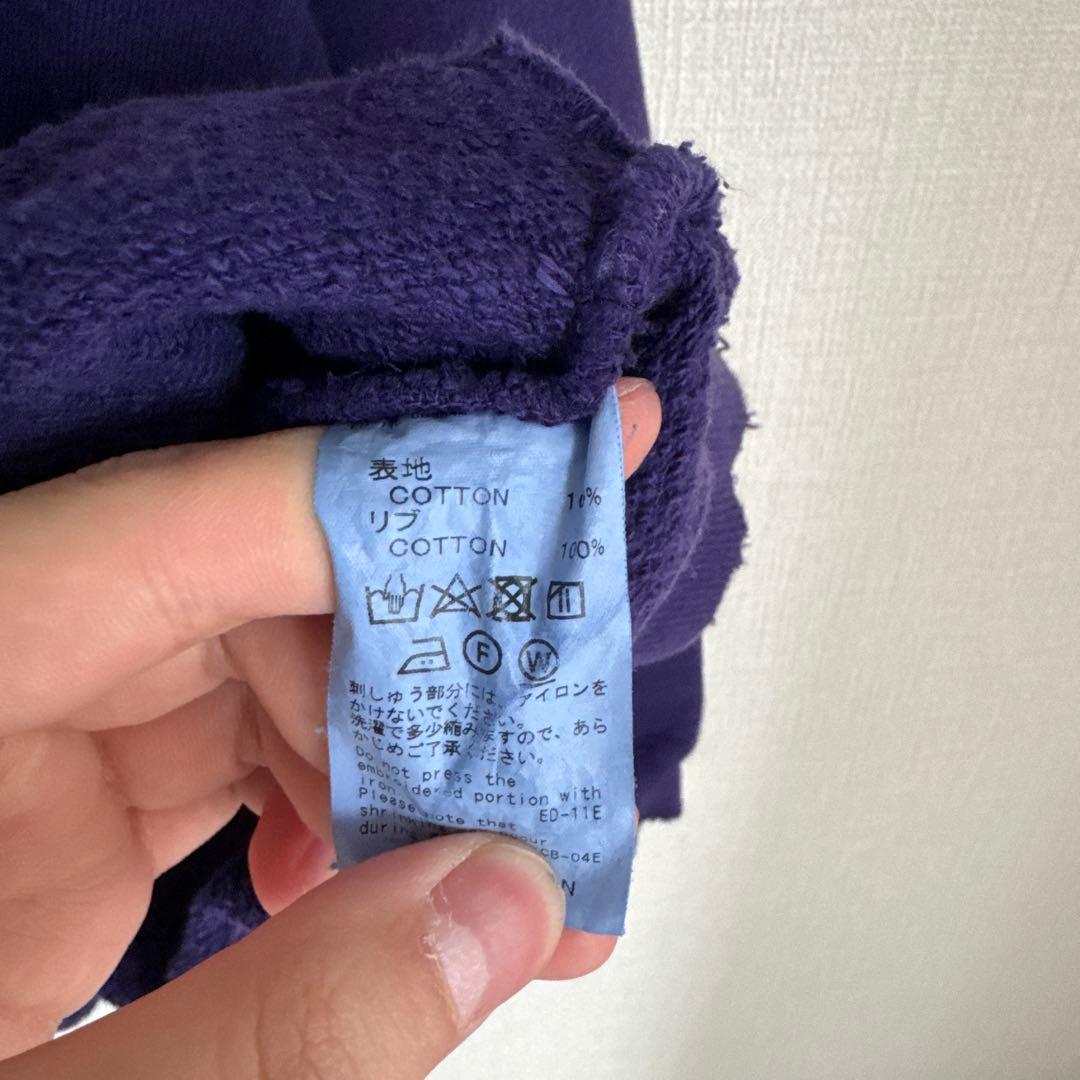 表地
COTTON 10%
リブ
COTTON 100%
F W
刺しゅう部分には、アイロンを
かけないでください。
洗濯で多少縮みますので、あら
かじめご了承ください。
Do not press the
embroidered portion with
iron ED-11E
Please note that
CB-04E
N